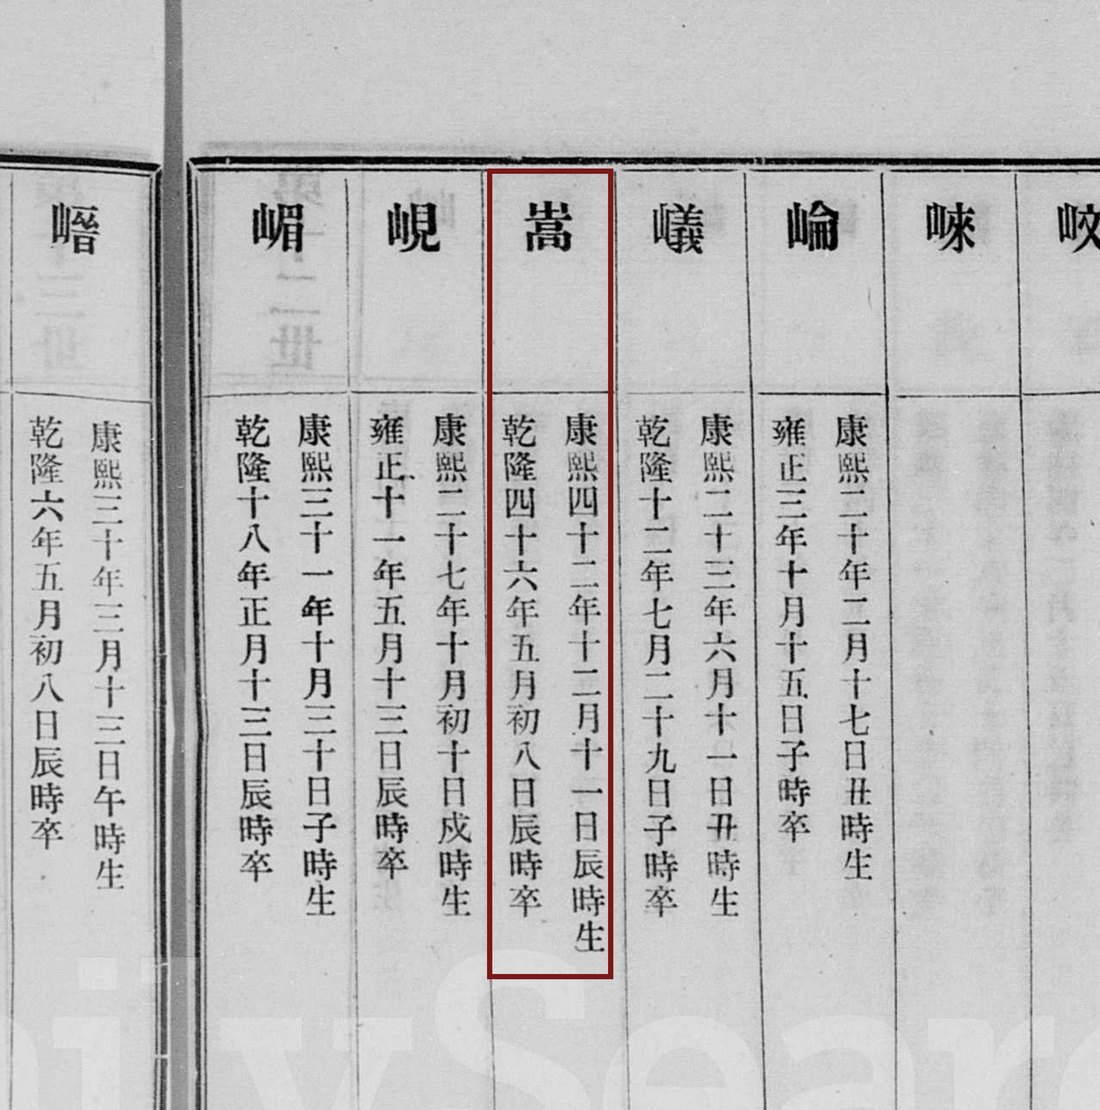 㕦
崍
崘
康熙二十年二月十七日丑時生
雍正三年十月十五日子時卒
嶬
康熙二十三年六月十一日丑時生
乾隆十二年七月二十九日子時卒
嵩
康熙四十二年十二月十一日辰時生
乾隆四十六年五月初八日辰時卒
峴
康熙二十七年十月初十日戍時生
雍正十一年五月十三日辰時卒
嵋
康熙三十一年十月三十日子時生
乾隆十八年正月十三日辰時卒
康熙三十年三月十三日午時生
乾隆六年五月初八日辰時卒